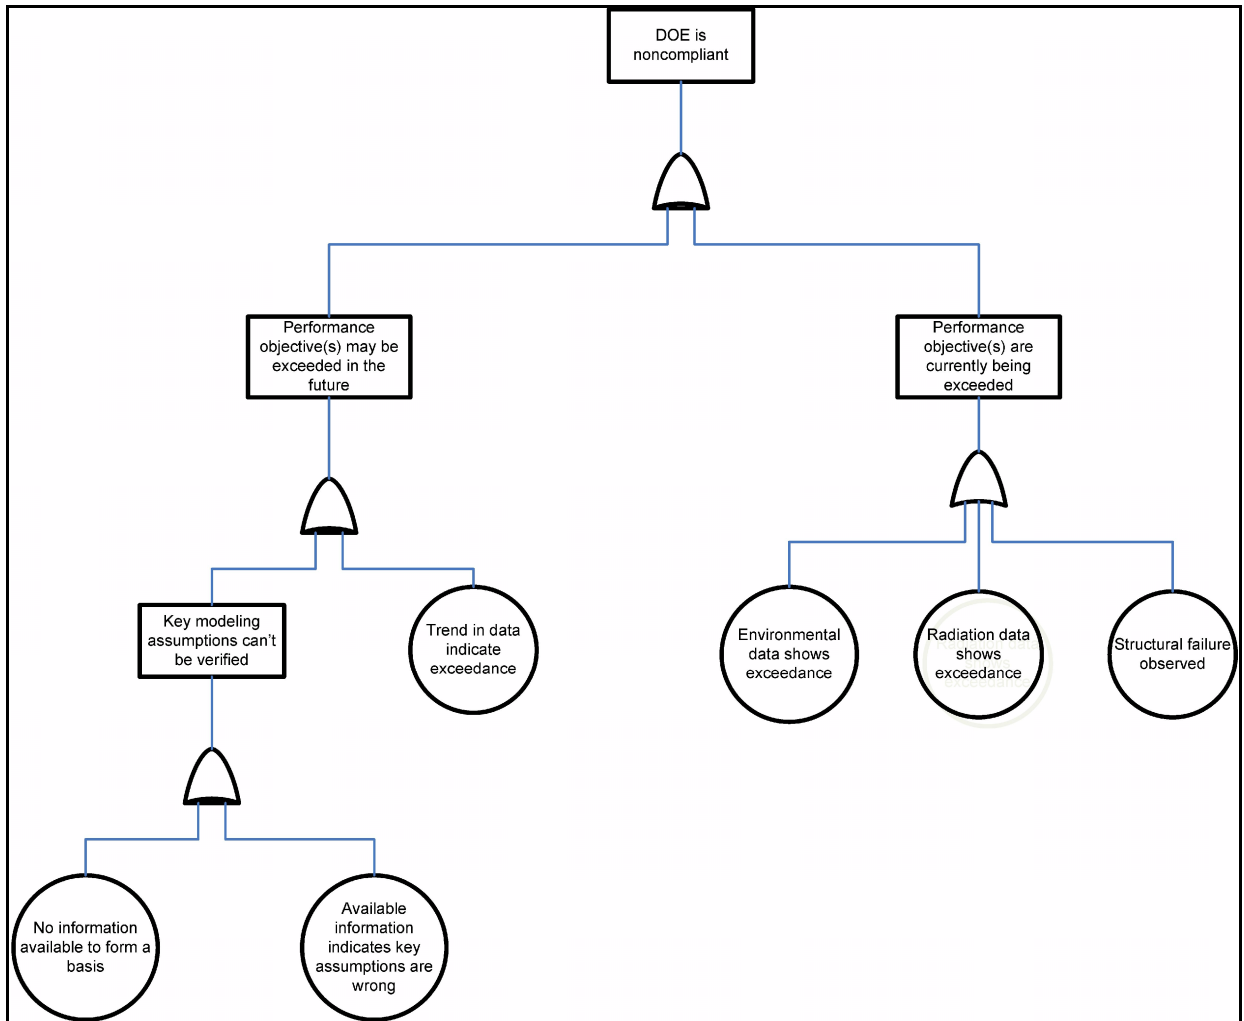 DOE is
noncompliant
Performance
objective(s) may be
exceeded in the
future
Performance
objective(s) are
currently being
exceeded
Key modeling
assumptions can't
be verified
Trend in data
indicate
exceedance
Environmental
data shows
exceedance
Radiation data
shows
exceedance
Structural failure
observed
No information
available to form a
basis
Available
information
indicates key
assumptions are
wrong